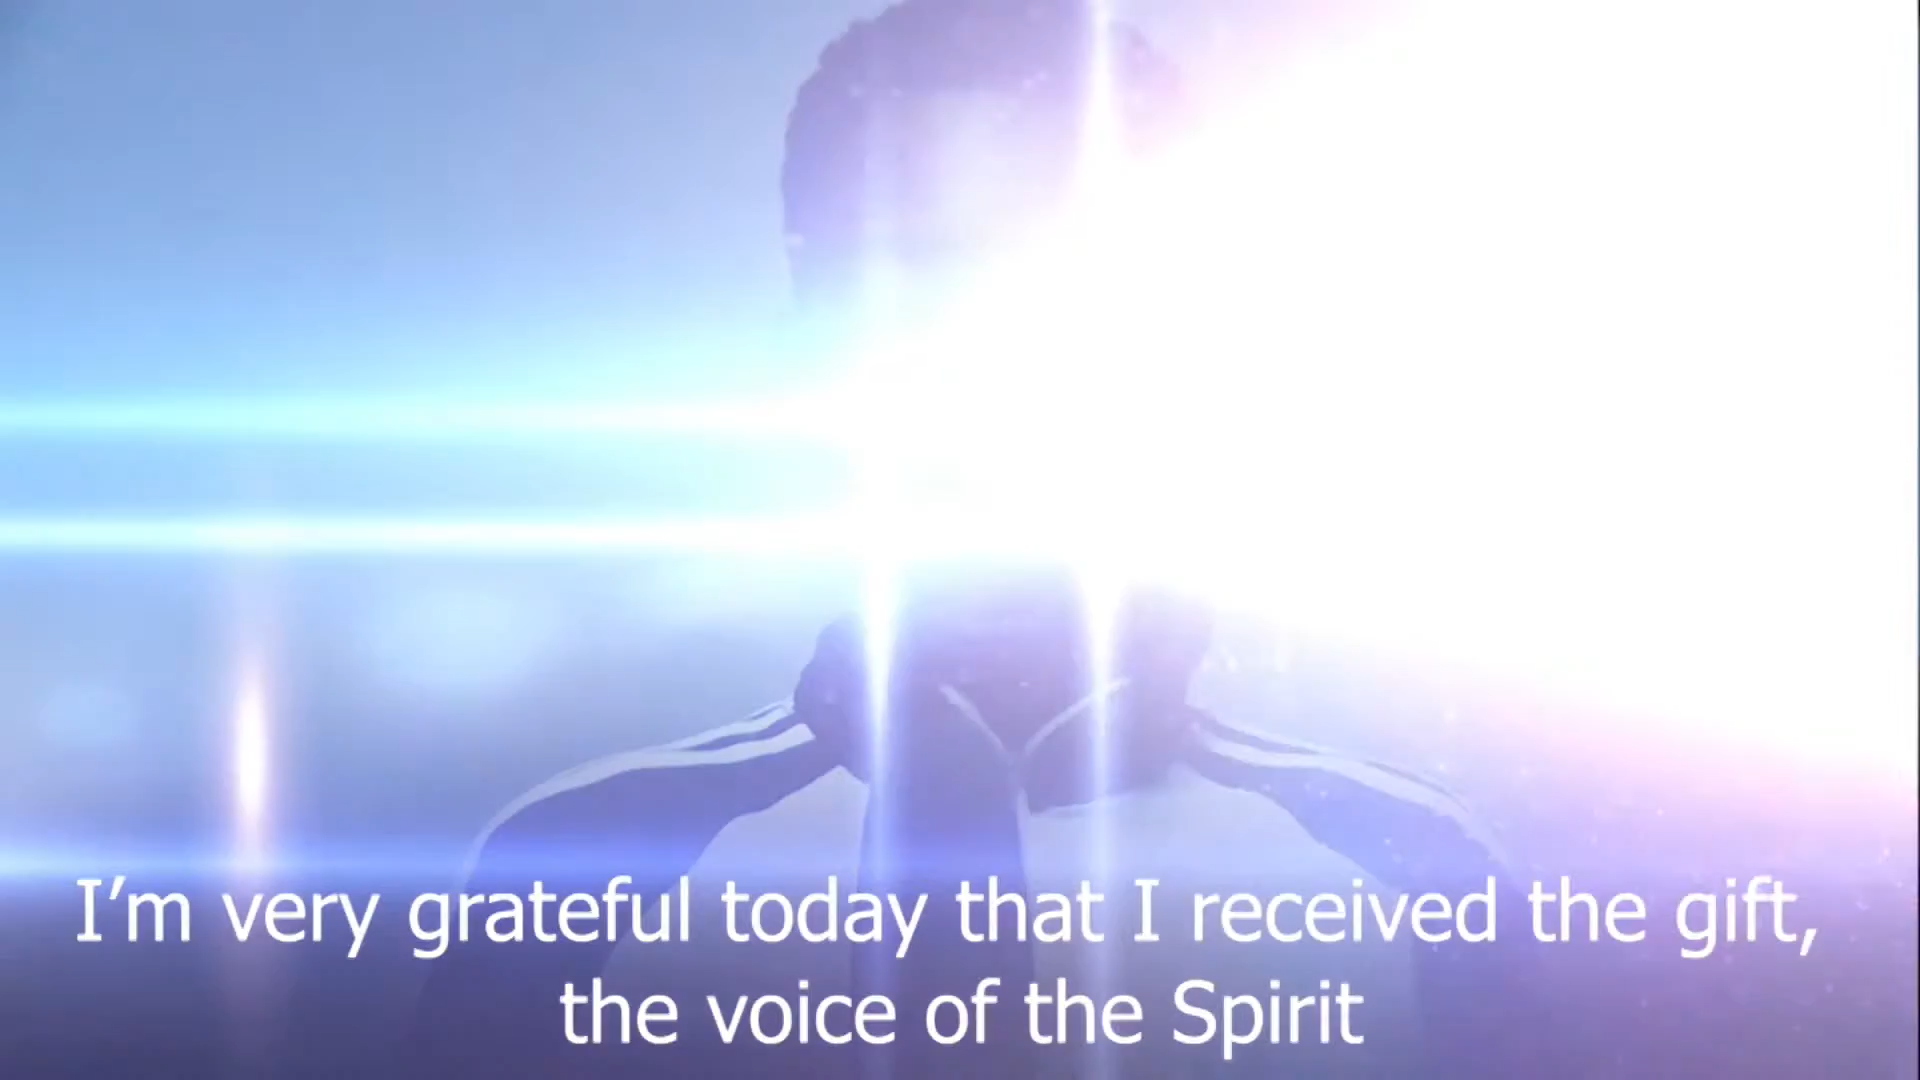 I’m very grateful today that I received the gift,
the voice of the Spirit